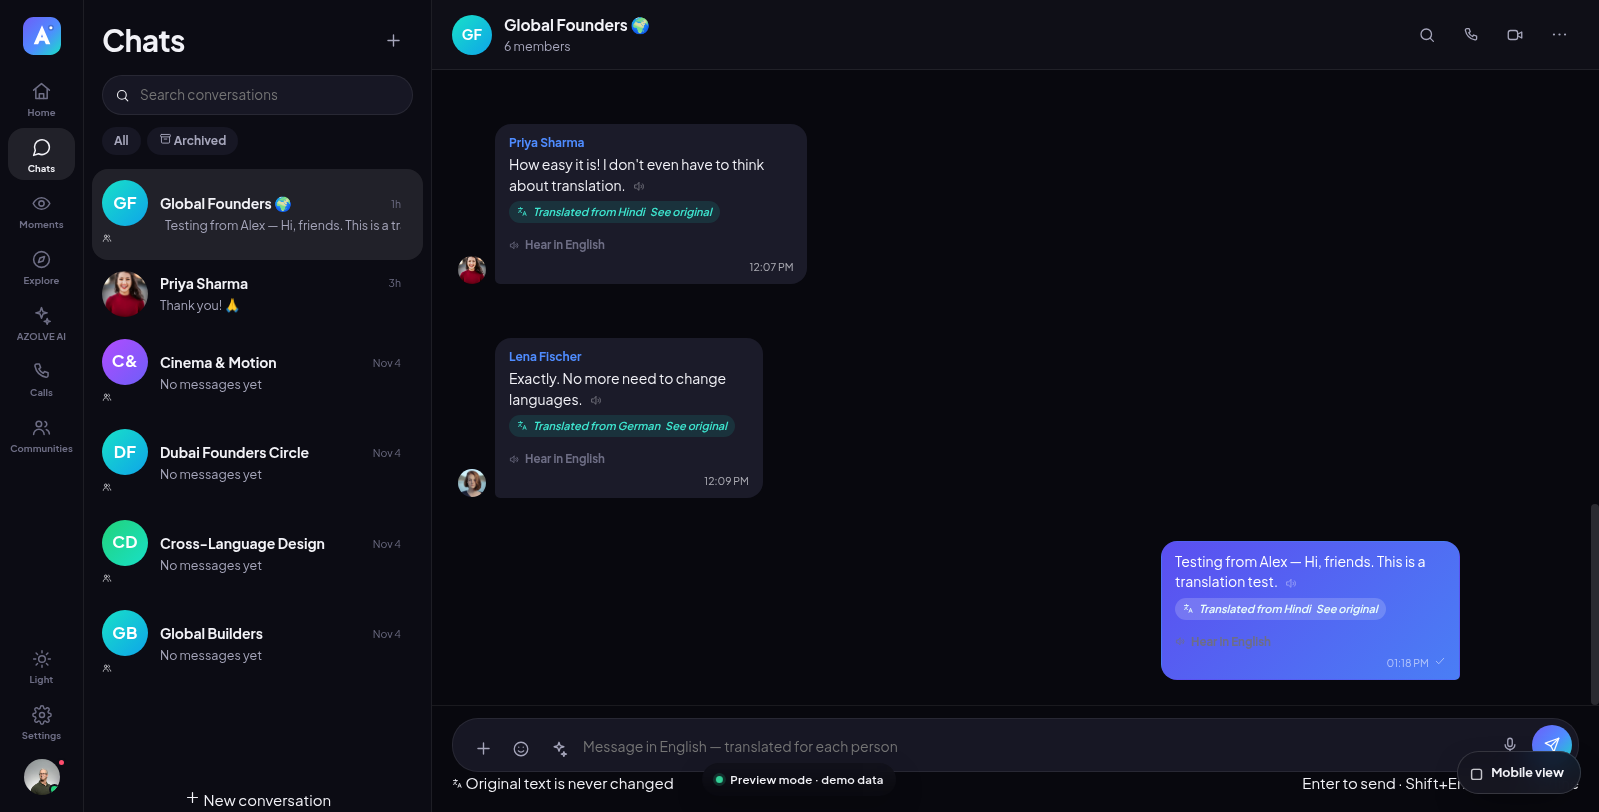 A
Home
Chats
Moments
Explore
AZOLVE AI
Calls
Communities
Light
Settings
Chats
Search conversations
All
Archived
GF
Global Founders 🌍
1h
Testing from Alex — Hi, friends. This is a tr
Priya Sharma
3h
Thank you! 🙏
C&
Cinema & Motion
Nov 4
No messages yet
DF
Dubai Founders Circle
Nov 4
No messages yet
CD
Cross-Language Design
Nov 4
No messages yet
GB
Global Builders
Nov 4
No messages yet
New conversation
GF
Global Founders 🌍
6 members
Priya Sharma
How easy it is! I don't even have to think
about translation.
Translated from Hindi See original
Hear in English
12:07 PM
Lena Fischer
Exactly. No more need to change
languages.
Translated from German See original
Hear in English
12:09 PM
Testing from Alex — Hi, friends. This is a
translation test.
Translated from Hindi See original
Hear in English
01:18 PM
Message in English — translated for each person
Original text is never changed
Preview mode · demo data
Enter to send · Shift+E
Mobile view